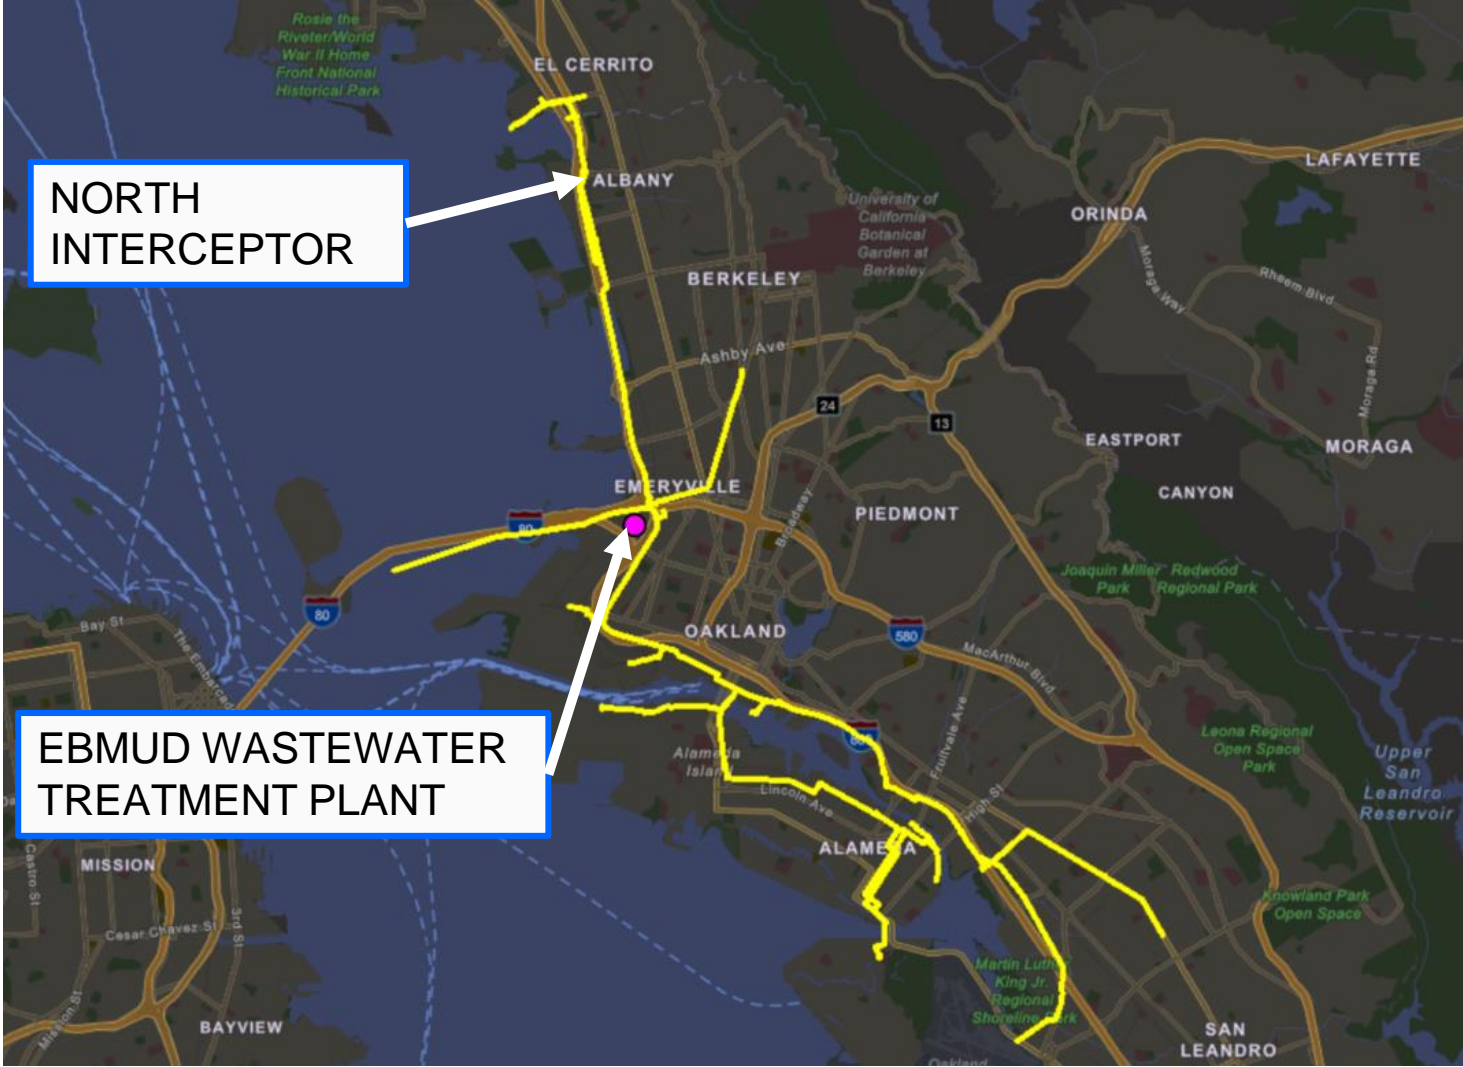 Rosie the
Riveter/World
War II Home
Front National
Historical Park
EL CERRITO
NORTH
INTERCEPTOR
ALBANY
LAFAYETTE
University of
California
Botanical
Garden at
Berkeley
ORINDA
BERKELEY
Moraga Way
Rheem Blvd
Ashby Ave
Moraga Rd
24
13
EASTPORT
MORAGA
EMERYVILLE
CANYON
Broadway
PIEDMONT
80
Joaquin Miller
Park
Redwood
Regional Park
80
Bay St
OAKLAND
580
The Embarcad
MacArthur Blvd
EBMUD WASTEWATER
TREATMENT PLANT
Alameda
Island
Fruitvale Ave
Leona Regional
Open Space
Park
Upper
San
Leandro
Reservoir
Lincoln Ave
High St
MISSION
Castro St
ALAMEDA
Knowland Park
Open Space
Cesar Chavez St
3rd St
Martin Luther
King Jr.
Regional
Shoreline Park
Mission St
BAYVIEW
SAN
LEANDRO
Oakland